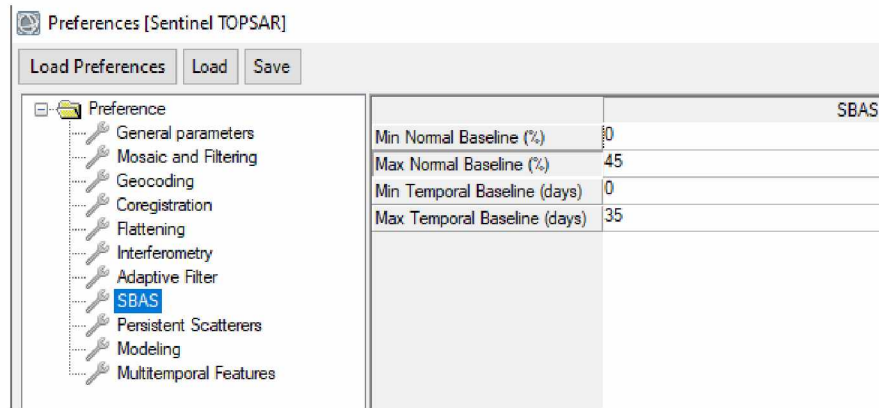 Preferences [Sentinel TOPSAR]
Load Preferences Load Save
Preference
General parameters
Mosaic and Filtering
Geocoding
Coregistration
Flattening
Interferometry
Adaptive Filter
SBAS
Persistent Scatterers
Modeling
Multitemporal Features
SBAS
Min Normal Baseline (%) 0
Max Normal Baseline (%) 45
Min Temporal Baseline (days) 0
Max Temporal Baseline (days) 35